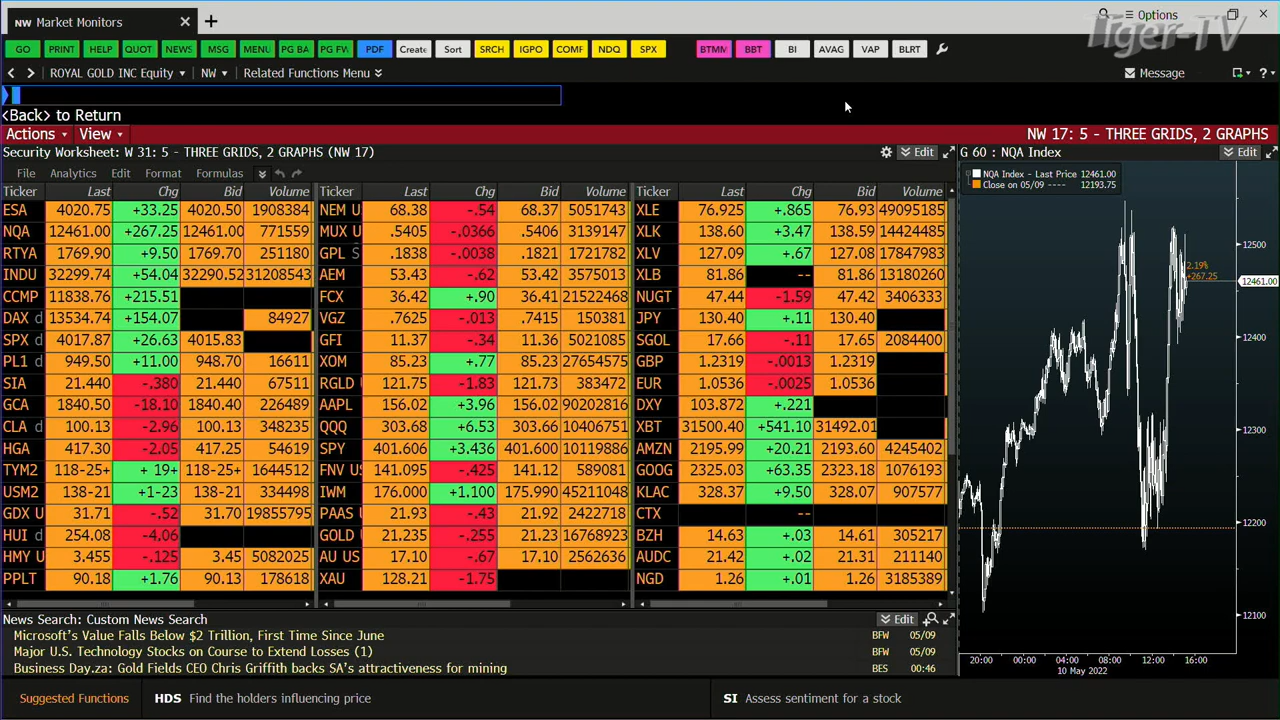 NW Market Monitors × +
Options
Tiger-TV
GO PRINT HELP QUOT NEWS MSG MENU PG BA PG FW PDF Create Sort SRCH IGPO COMF NDQ SPX BTMM BBT BI AVAG VAP BLRT
ROYAL GOLD INC Equity NW Related Functions Menu Message
<Back> to Return
Actions View NW 17: 5 - THREE GRIDS, 2 GRAPHS
Security Worksheet: W 31: 5 - THREE GRIDS, 2 GRAPHS (NW 17) Edit
G 60 : NQA Index Edit
File Analytics Edit Format Formulas
NQA Index - Last Price 12461.00
Close on 05/09 ---- 12193.75
Ticker Last Chg Bid Volume Ticker Last Chg Bid Volume Ticker Last Chg Bid Volume
ESA 4020.75 +33.25 4020.50 1908384 NEM U 68.38 -.54 68.37 5051743 XLE 76.925 +.865 76.93 49095185
NQA 12461.00 +267.25 12461.00 771559 MUX U .5405 -.0366 .5406 3139147 XLK 138.60 +3.47 138.59 14424485
RTYA 1769.90 +9.50 1769.70 251180 GPL S .1821 -.0038 .1821 1721782 XLV 127.09 +.67 127.08 17847983
INDU 32299.74 +54.04 32290.52 31208543 AEM 53.43 -.62 53.43 3575013 XLB 81.86 -- 81.86 13180260
CCMP 11838.76 +215.51 FCX 36.42 +.90 36.41 21522468 NUGT 47.44 -1.59 47.42 3406333
DAX d 13534.74 +154.07 84927 VGZ .7625 -.013 .7415 150381 JPY 130.40 +.11 130.40
SPX d 4017.87 +26.63 4015.83 GFI 11.37 -.34 11.36 5021085 SGOL 17.66 -.11 17.65 2084400
PL1 d 949.50 +11.00 948.70 16611 XOM 85.23 +.77 85.23 27654575 GBP 1.2319 -.0013 1.2319
SIA 21.440 -.380 21.440 67511 RGLD U 121.75 -1.83 121.73 383472 EUR 1.0536 -.0025 1.0536
GCA 1840.50 -18.10 1840.40 226489 AAPL 156.02 +3.96 156.02 90202816 DXY 103.872 +.221
CLA d 100.13 -2.96 100.13 348235 QQQ 303.68 +6.53 303.66 10406751 XBT 31500.40 +541.10 31492.01
HGA 417.30 -2.05 417.25 54619 SPY 401.606 +3.436 401.600 10119886 AMZN 2195.99 +20.21 2193.60 4245402
TYM2 118-25+ + 19+ 118-25+ 1644512 FNV US 141.095 -.425 141.12 589081 GOOG 2325.03 +63.35 2323.18 1076193
USM2 138-21 +1-23 138-21 334498 IWM 176.000 +1.100 175.990 45211048 KLAC 328.37 +9.50 328.07 907577
GDX U 31.71 -.52 31.70 19855795 PAAS U 21.93 -.43 21.92 2422718 CTX --
HUI d 254.08 -4.06 GOLD U 21.235 -.255 21.23 16768923 BZH 14.63 +.03 14.61 305217
HMY U 3.455 -.125 3.45 5082025 AU US 17.10 -.67 17.10 2562636 AUDC 21.42 +.02 21.31 211140
PPLT 90.18 +1.76 90.13 178618 XAU 128.21 -1.75 NGD 1.26 +.01 1.26 3185389
2.19%
+267.25
12500
12461.00
12400
12300
12200
12100
20:00 00:00 04:00 08:00 12:00 16:00
10 May 2022
News Search: Custom News Search Edit
Microsoft's Value Falls Below $2 Trillion, First Time Since June BFW 05/09
Major U.S. Technology Stocks on Course to Extend Losses (1) BFW 05/09
Business Day.za: Gold Fields CEO Chris Griffith backs SA's attractiveness for mining BES 00:46
Suggested Functions HDS Find the holders influencing price SI Assess sentiment for a stock